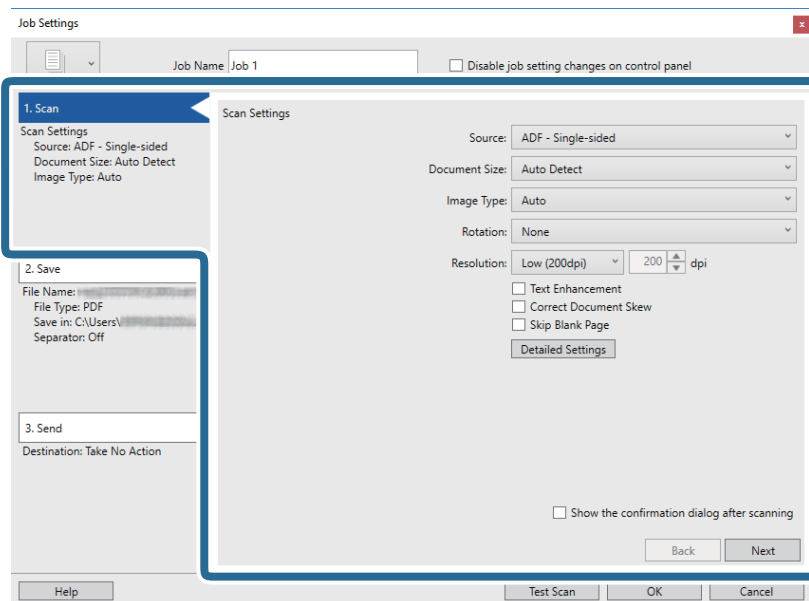 Job Settings
x
Job Name Job 1
Disable job setting changes on control panel
1. Scan
Scan Settings
Source: ADF - Single-sided
Document Size: Auto Detect
Image Type: Auto
2. Save
File Name:
File Type: PDF
Save in: C:\Users\
Separator: Off
3. Send
Destination: Take No Action
Scan Settings
Source: ADF - Single-sided
Document Size: Auto Detect
Image Type: Auto
Rotation: None
Resolution: Low (200dpi) 200 dpi
Text Enhancement
Correct Document Skew
Skip Blank Page
Detailed Settings
Show the confirmation dialog after scanning
Back Next
Help Test Scan OK Cancel